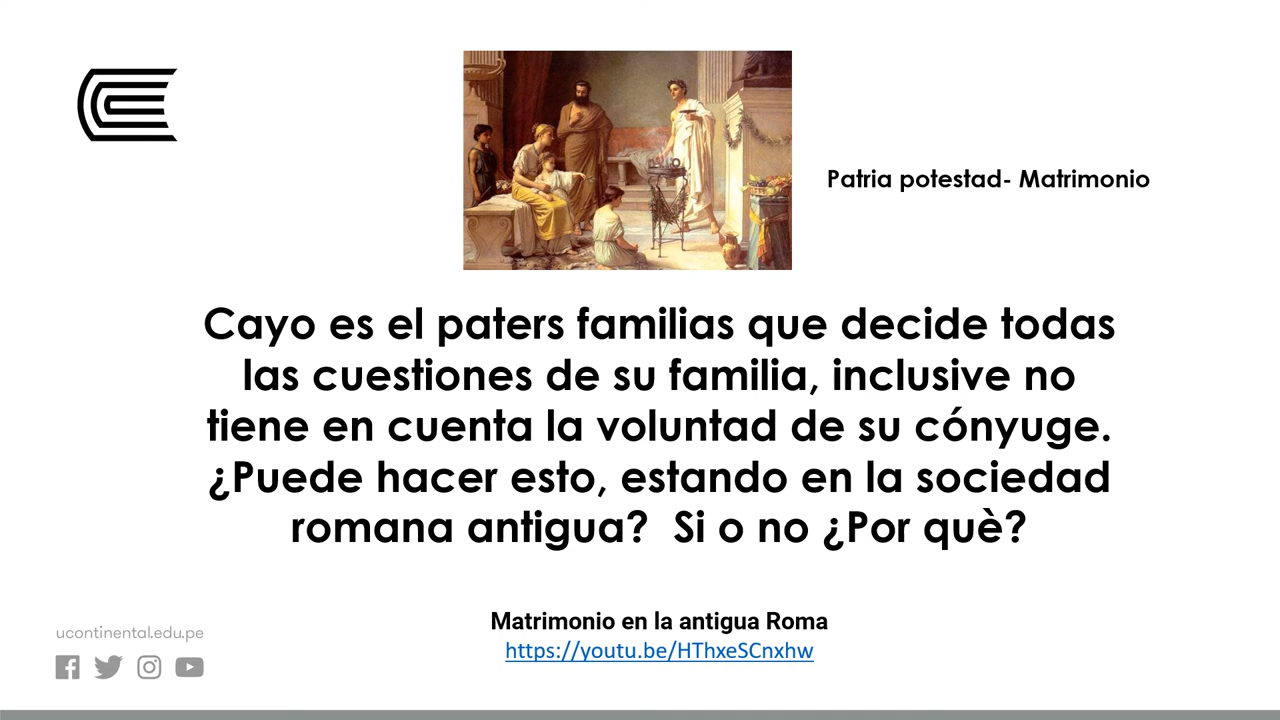 Patria potestad- Matrimonio
Cayo es el paters familias que decide todas
las cuestiones de su familia, inclusive no
tiene en cuenta la voluntad de su cónyuge.
¿Puede hacer esto, estando en la sociedad
romana antigua?  Si o no ¿Por què?
Matrimonio en la antigua Roma
https://youtu.be/HThxeSCnxhw
ucontinental.edu.pe